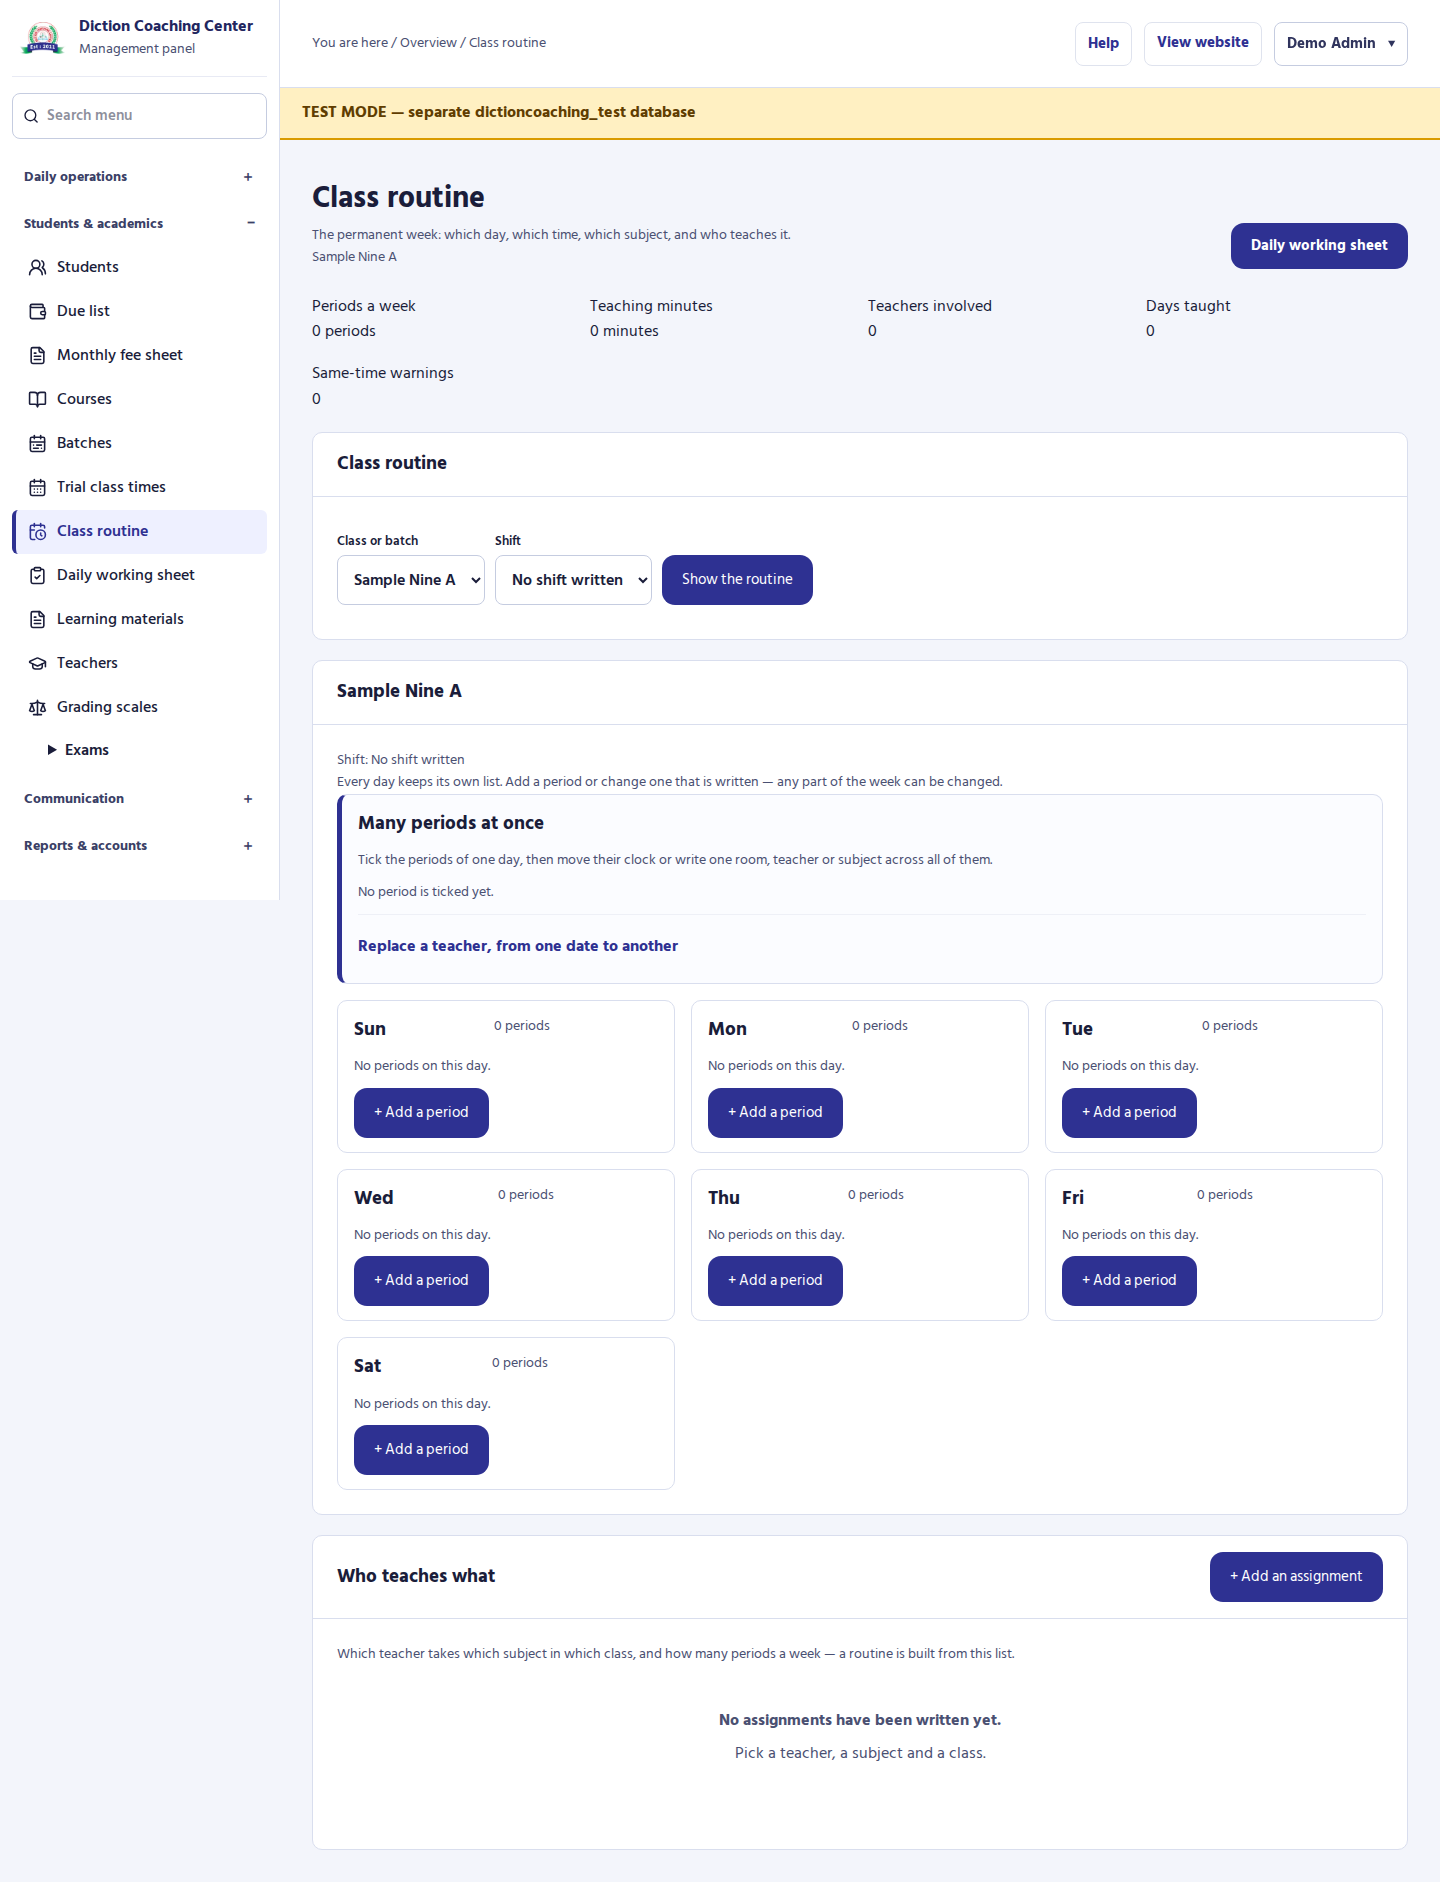 Diction Coaching Center
Management panel
Est : 2011
Search menu
Daily operations +
Students & academics −
Students
Due list
Monthly fee sheet
Courses
Batches
Trial class times
Class routine
Daily working sheet
Learning materials
Teachers
Grading scales
Exams
Communication +
Reports & accounts +
You are here / Overview / Class routine
Help
View website
Demo Admin
TEST MODE — separate dictioncoaching_test database
Class routine
The permanent week: which day, which time, which subject, and who teaches it.
Sample Nine A
Daily working sheet
Periods a week
0 periods
Teaching minutes
0 minutes
Teachers involved
0
Days taught
0
Same-time warnings
0
Class routine
Class or batch
Sample Nine A
Shift
No shift written
Show the routine
Sample Nine A
Shift: No shift written
Every day keeps its own list. Add a period or change one that is written — any part of the week can be changed.
Many periods at once
Tick the periods of one day, then move their clock or write one room, teacher or subject across all of them.
No period is ticked yet.
Replace a teacher, from one date to another
Sun 0 periods
No periods on this day.
+ Add a period
Mon 0 periods
No periods on this day.
+ Add a period
Tue 0 periods
No periods on this day.
+ Add a period
Wed 0 periods
No periods on this day.
+ Add a period
Thu 0 periods
No periods on this day.
+ Add a period
Fri 0 periods
No periods on this day.
+ Add a period
Sat 0 periods
No periods on this day.
+ Add a period
Who teaches what
+ Add an assignment
Which teacher takes which subject in which class, and how many periods a week — a routine is built from this list.
No assignments have been written yet.
Pick a teacher, a subject and a class.